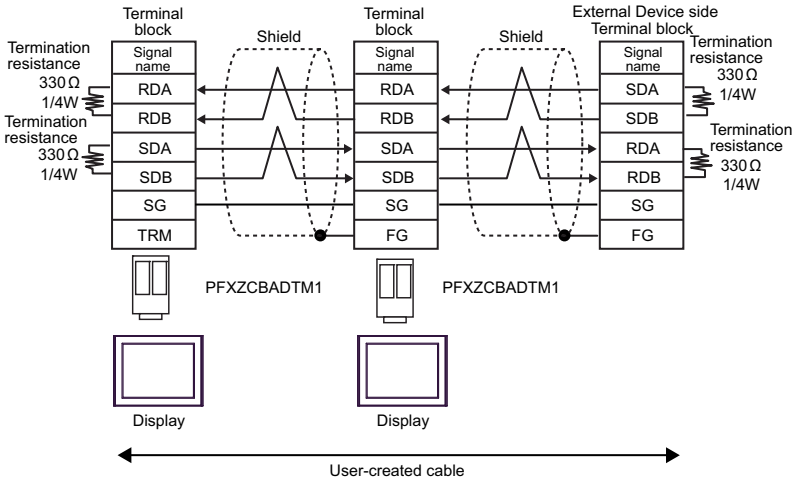 Terminal
block
Terminal
block
External Device side
Terminal block
Termination
resistance
330Ω
1/4W
Termination
resistance
330Ω
1/4W
Signal
name
RDA
RDB
SDA
SDB
SG
TRM
Shield
Signal
name
RDA
RDB
SDA
SDB
SG
FG
Shield
Signal
name
SDA
SDB
RDA
RDB
SG
FG
Termination
resistance
330Ω
1/4W
Termination
resistance
330Ω
1/4W
PFXZCBADTM1
PFXZCBADTM1
Display
Display
User-created cable